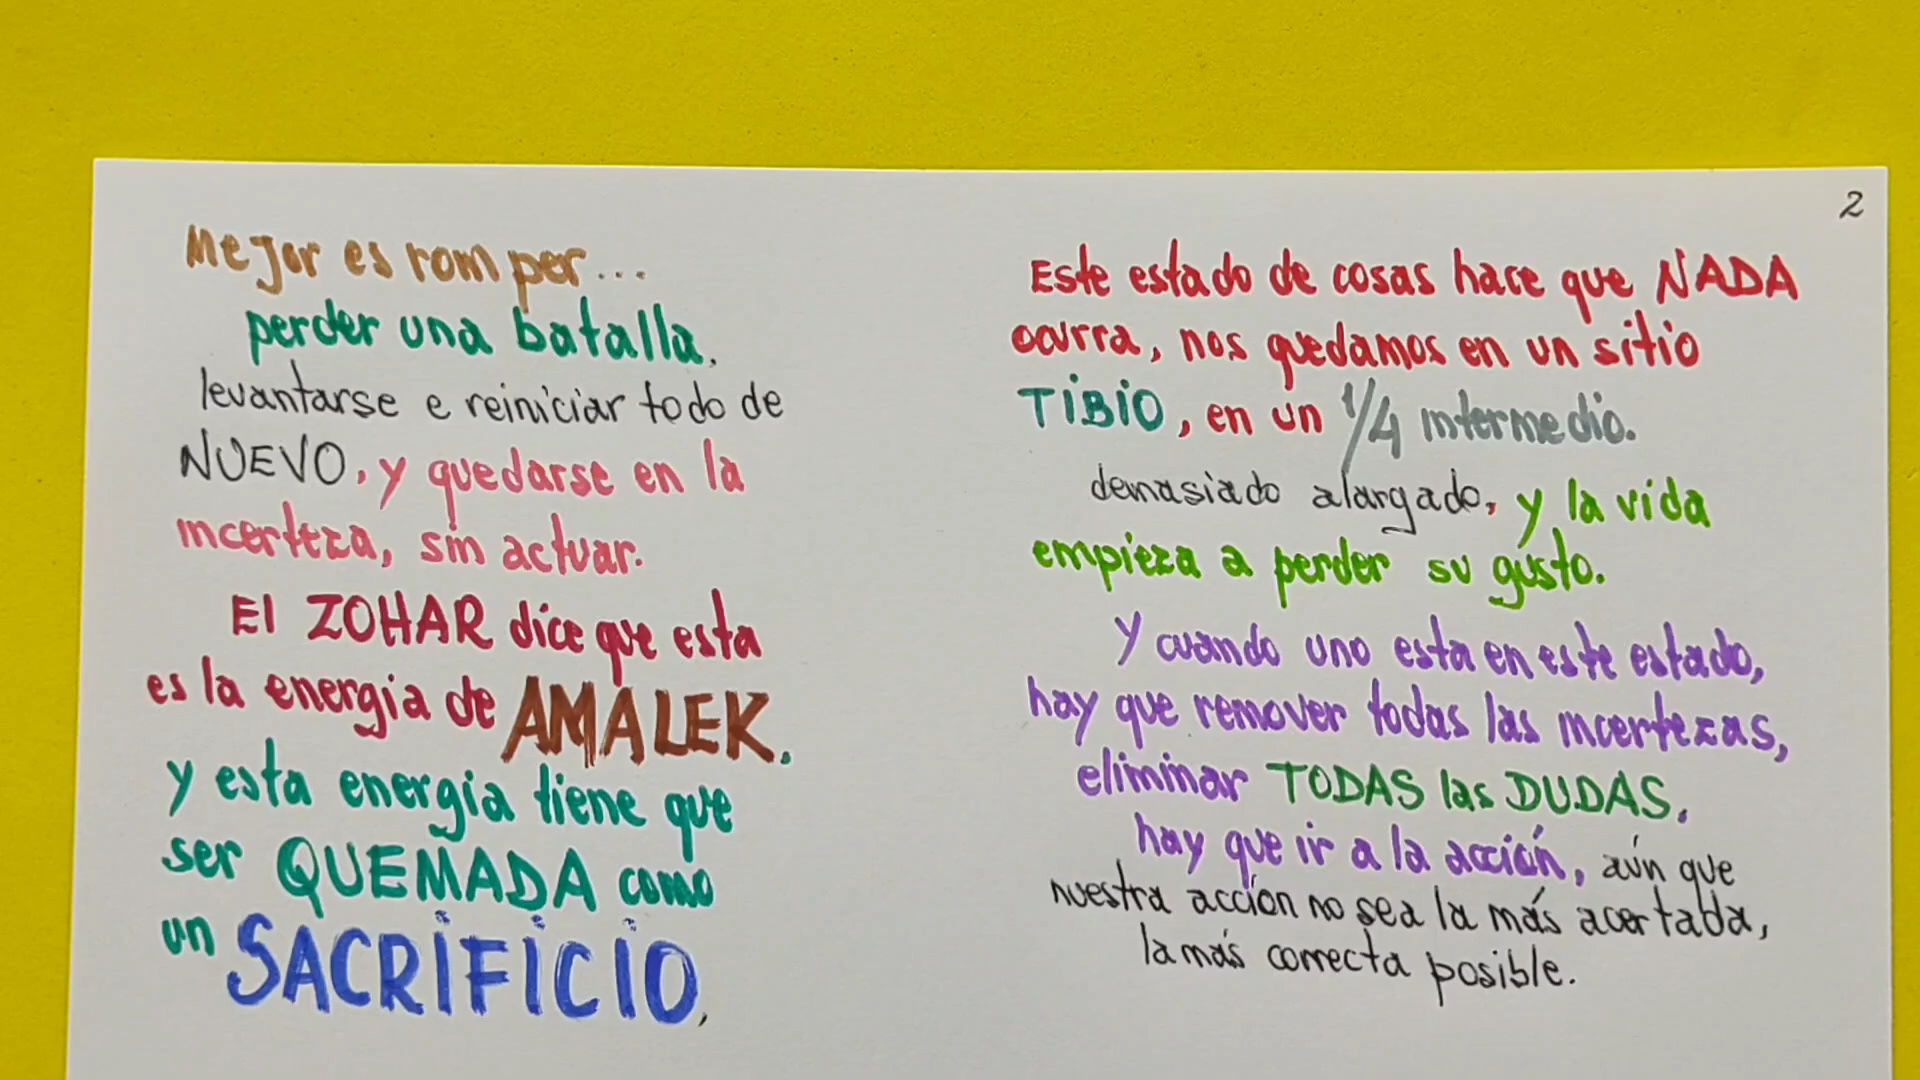 Mejor es romper...
perder una batalla.
levantarse e reiniciar todo de
NUEVO, y quedarse en la
incerteza, sin actuar.
El ZOHAR dice que esta
es la energia de AMALEK.
y esta energia tiene que
ser QUEMADA como
un SACRIFICIO,
2
Este estado de cosas hace que NADA
ocurra, nos quedamos en un sitio
TIBIO, en un 1/4 intermedio.
demasiado alargado, y la vida
empieza a perder su gusto.
Y cuando uno esta en este estado,
hay que remover todas las incertezas,
eliminar TODAS las DUDAS.
hay que ir a la acción, aún que
nuestra acción no sea la más acertada,
la más correcta posible.